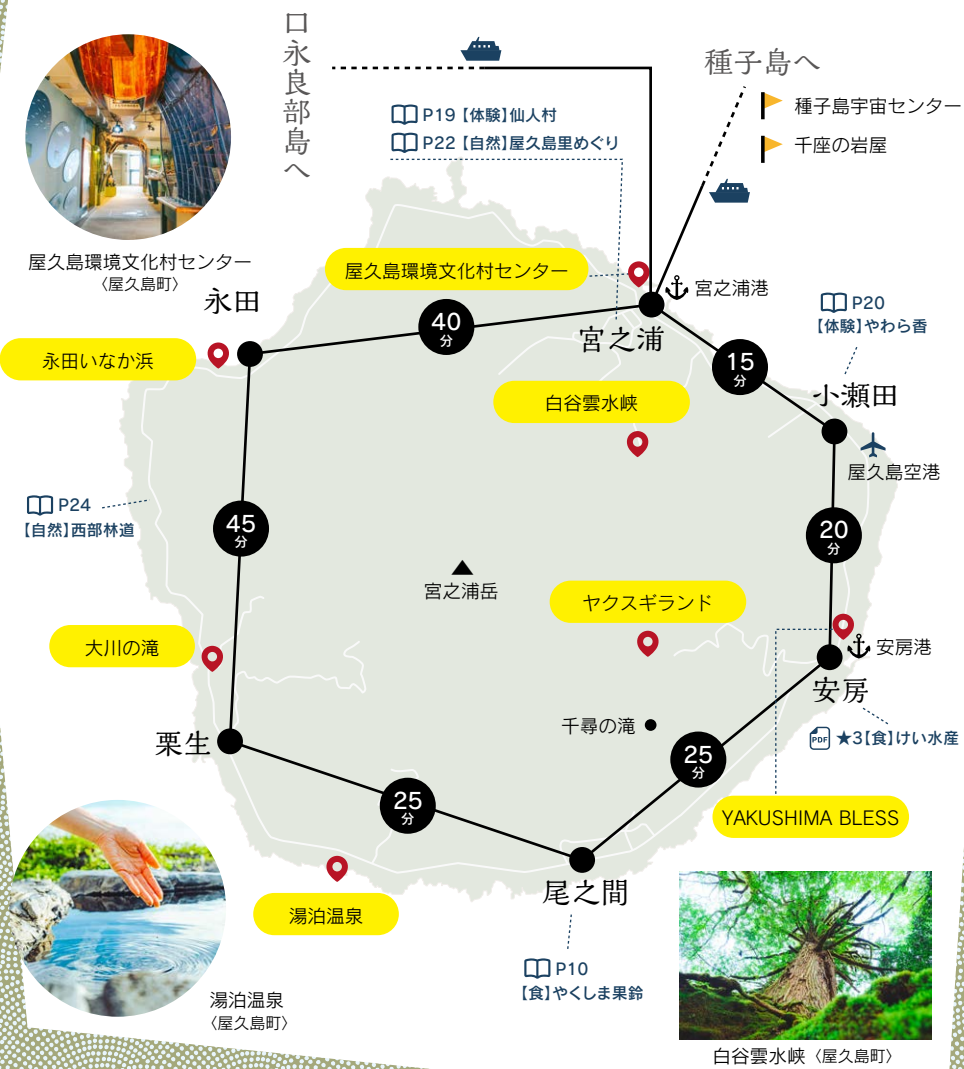 口永良部島へ
種子島へ
種子島宇宙センター
千座の岩屋
P19【体験】仙人村
P22【自然】屋久島里めぐり
屋久島環境文化村センター
〈屋久島町〉
屋久島環境文化村センター
宮之浦港
永田
40
分
宮之浦
P20
【体験】やわら香
永田いなか浜
15
分
白谷雲水峡
小瀬田
屋久島空港
P24
【自然】西部林道
45
分
20
分
宮之浦岳
ヤクスギランド
大川の滝
安房港
安房
栗生
千尋の滝
PDF ★3【食】けい水産
25
分
25
分
YAKUSHIMA BLESS
尾之間
湯泊温泉
P10
【食】やくしま果鈴
湯泊温泉
〈屋久島町〉
白谷雲水峡〈屋久島町〉